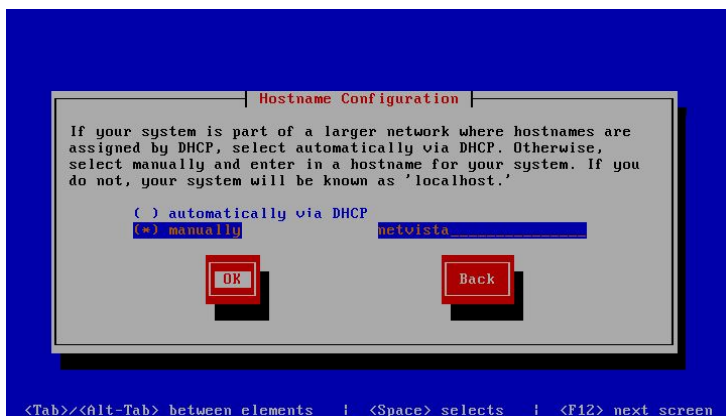 Hostname Configuration
If your system is part of a larger network where hostnames are
assigned by DHCP, select automatically via DHCP. Otherwise,
select manually and enter in a hostname for your system. If you
do not, your system will be known as 'localhost.'
( ) automatically via DHCP
(*) manually netvista_______________
OK Back
<Tab>/<Alt-Tab> between elements | <Space> selects | <F12> next screen